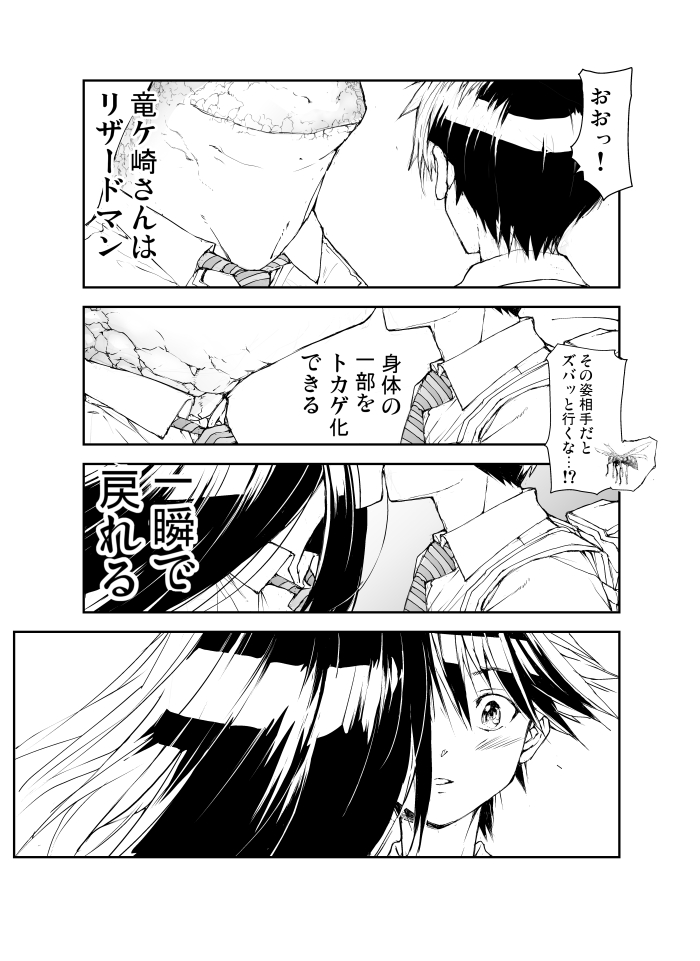 おおっ！
竜ケ崎さんは
リザードマン
その姿相手だと
ズバッと行くな…!?
身体の
一部を
トカゲ化
できる
一瞬で
戻れる